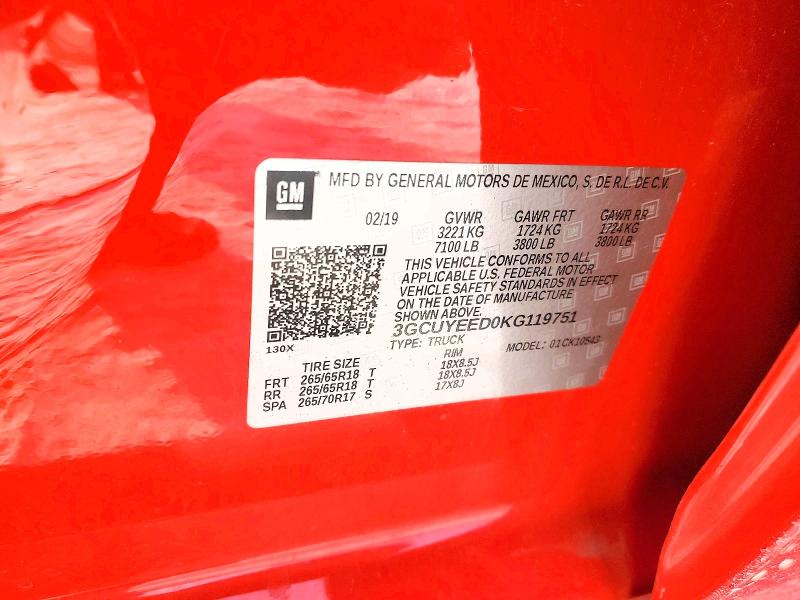 GM MFD BY GENERAL MOTORS DE MEXICO, S. DE R.L. DE C.V.
02/19 GVWR GAWR FRT GAWR RR
3221 KG 1724 KG 1724 KG
7100 LB 3800 LB 3800 LB
THIS VEHICLE CONFORMS TO ALL
APPLICABLE U.S. FEDERAL MOTOR
VEHICLE SAFETY STANDARDS IN EFFECT
ON THE DATE OF MANUFACTURE
SHOWN ABOVE.
3GCUYEED0KG119751
130X
TYPE: TRUCK MODEL: 01CK10543
TIRE SIZE RIM
FRT 265/65R18 T 18X8.5J
RR 265/65R18 T 18X8.5J
SPA 265/70R17 S 17X8J